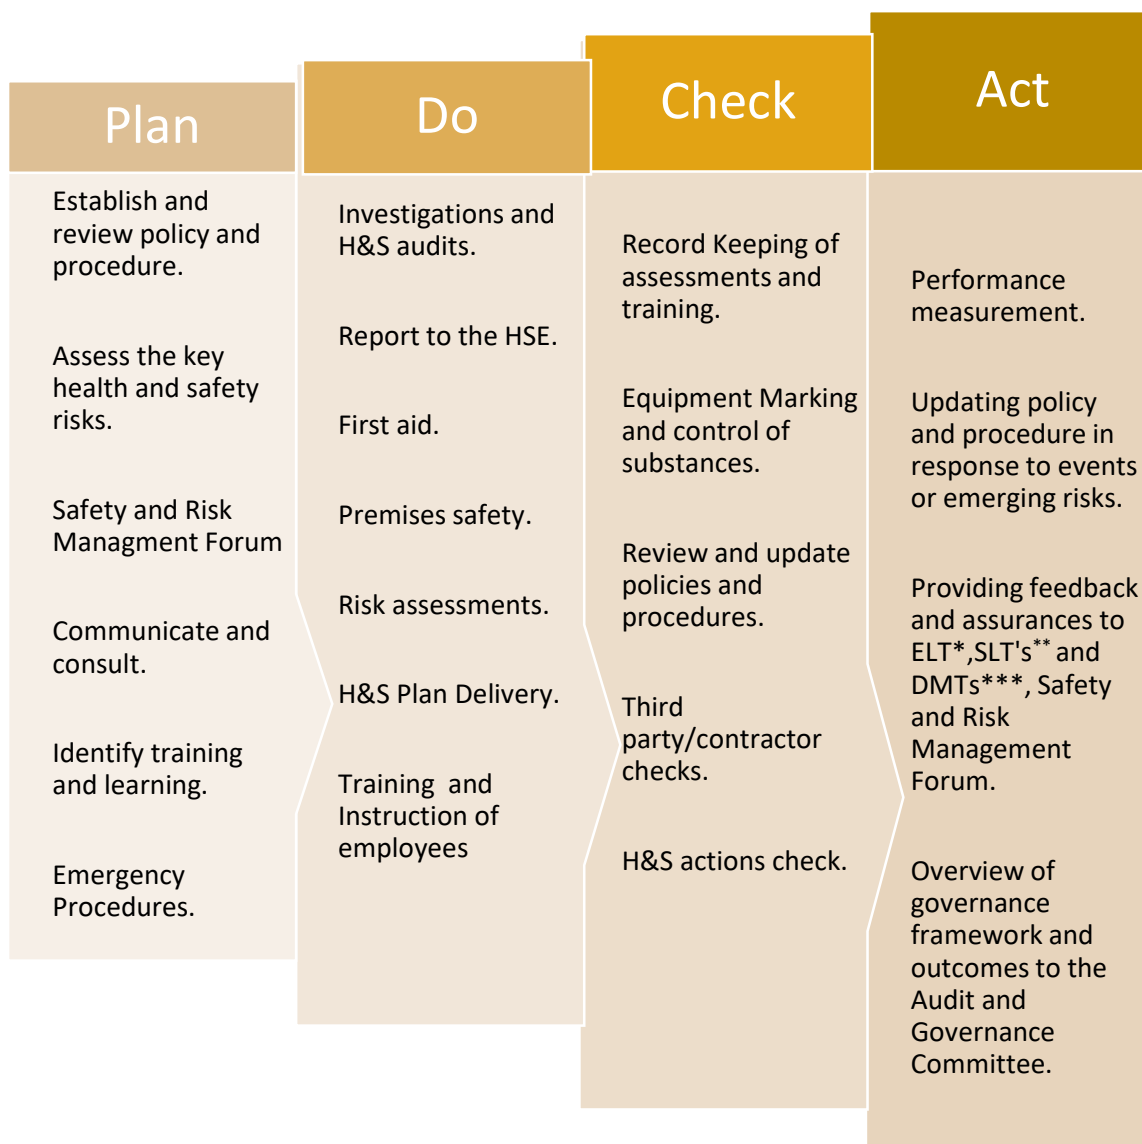 Plan
Establish and
review policy and
procedure.
Assess the key
health and safety
risks.
Safety and Risk
Managment Forum
Communicate and
consult.
Identify training
and learning.
Emergency
Procedures.
Do
Investigations and
H&S audits.
Report to the HSE.
First aid.
Premises safety.
Risk assessments.
H&S Plan Delivery.
Training and
Instruction of
employees
Check
Record Keeping of
assessments and
training.
Equipment Marking
and control of
substances.
Review and update
policies and
procedures.
Third
party/contractor
checks.
H&S actions check.
Act
Performance
measurement.
Updating policy
and procedure in
response to events
or emerging risks.
Providing feedback
and assurances to
ELT*,SLT's** and
DMTs***, Safety
and Risk
Management
Forum.
Overview of
governance
framework and
outcomes to the
Audit and
Governance
Committee.